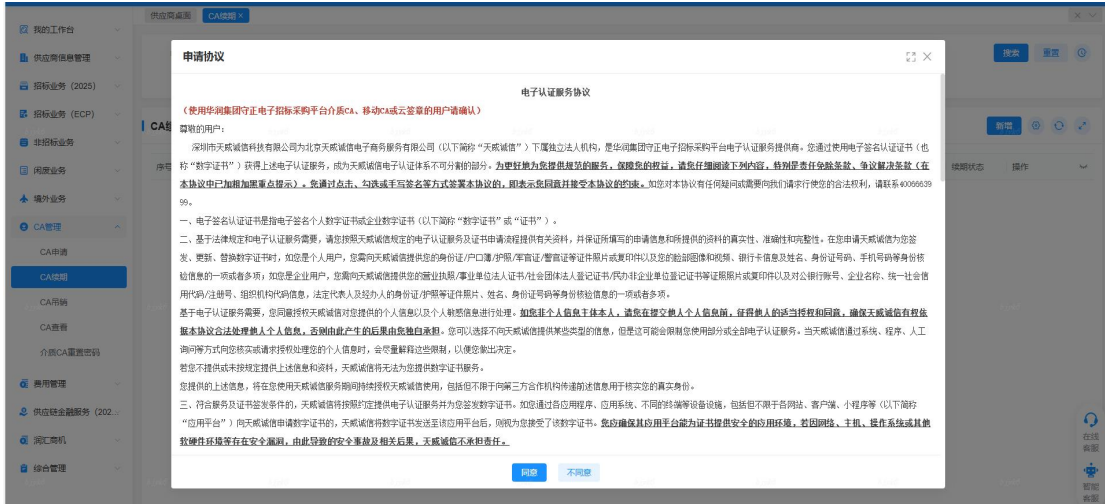 供应商桌面 CA续期 ×
我的工作台
供应商信息管理
招标业务 (2025)
招标业务 (ECP)
非招标业务
闲废业务
境外业务
CA管理
CA申请
CA续期
CA吊销
CA查看
介质CA重置密码
费用管理
供应链金融服务 (202...
润汇商机
综合管理
搜索 重置
新增
序号
续期状态 操作
申请协议
电子认证服务协议
(使用华润集团守正电子招标采购平台介质CA、移动CA或云签章的用户请确认)
尊敬的用户:
深圳市天威诚信科技有限公司为北京天威诚信电子商务服务有限公司(以下简称“天威诚信”)下属独立法人机构,是华润集团守正电子招标采购平台的电子认证服务提供商。您通过使用电子签名认证证书(也
称“数字证书”)获得上述电子认证服务,成为天威诚信电子认证体系不可分割的部分。为更好地为您提供规范的服务,保障您的权益,请您仔细阅读下列内容,特别是责任免除条款、争议解决条款(在
本协议中已加粗加黑重点提示)。您通过点击、勾选或手写签名等方式签署本协议的,即表示您同意并接受本协议的约束。如您对本协议有任何疑问或需要向我们请求行使您的合法权利,请联系40066639
99。
一、电子签名认证证书是指电子签名个人数字证书或企业数字证书(以下简称“数字证书”或“证书”)。
二、基于法律规定和电子认证服务需要,请您按照天威诚信规定的电子认证服务及证书申请流程提供有关资料,并保证所填写的申请信息和所提供的资料的真实性、准确性和完整性。在您申请天威诚信为您签
发、更新、替换数字证书时,如您是个人用户,您需向天威诚信提供您的身份证/户口簿/护照/军官证/警官证等证件照片或复印件以及您的脸部图像和视频、银行卡信息及姓名、身份证号码、手机号码等身份核
验信息的一项或者多项;如您是企业用户,您需向天威诚信提供您的营业执照/事业单位法人证书/社会团体法人登记证书/民办非企业单位登记证书等证照照片或复印件以及对公银行账号、企业名称、统一社会信
用代码/注册号、组织机构代码信息,法定代表人及经办人的身份证/护照等证件照片、姓名、身份证号码等身份核验信息的一项或者多项。
基于电子认证服务需要,您同意授权天威诚信对您提供的个人信息以及个人敏感信息进行处理。如您非个人信息主体本人,请您在提交他人个人信息前,征得他人的适当授权和同意,确保天威诚信有权依
据本协议合法处理他人个人信息,否则由此产生的后果由您独自承担。您可以选择不向天威诚信提供某些类型的信息,但是这可能会限制您使用部分或全部电子认证服务。当天威诚信通过系统、程序、人工
询问等方式向您核实或请求授权处理您的个人信息时,会尽量解释这些限制,以便您做出决定。
若您不提供或未按规定提供上述信息和资料,天威诚信将无法为您提供数字证书服务。
您提供的上述信息,将在您使用天威诚信服务期间持续授权天威诚信使用,包括但不限于向第三方合作机构传递前述信息用于核实您的真实身份。
三、符合服务及证书签发条件的,天威诚信将按照约定提供电子认证服务并为您签发数字证书。如您通过各应用程序、应用系统、不同的终端等设备设施,包括但不限于各网站、客户端、小程序等(以下简称
“应用平台”)向天威诚信申请数字证书的,天威诚信将数字证书发送至该应用平台后,则视为您接受了该数字证书。您应确保其应用平台能为证书提供安全的应用环境,若因网络、主机、操作系统或其他
软硬件环境等存在安全漏洞,由此导致的安全事故及相关后果,天威诚信不承担责任。
同意 不同意
在线
客服
智能
客服